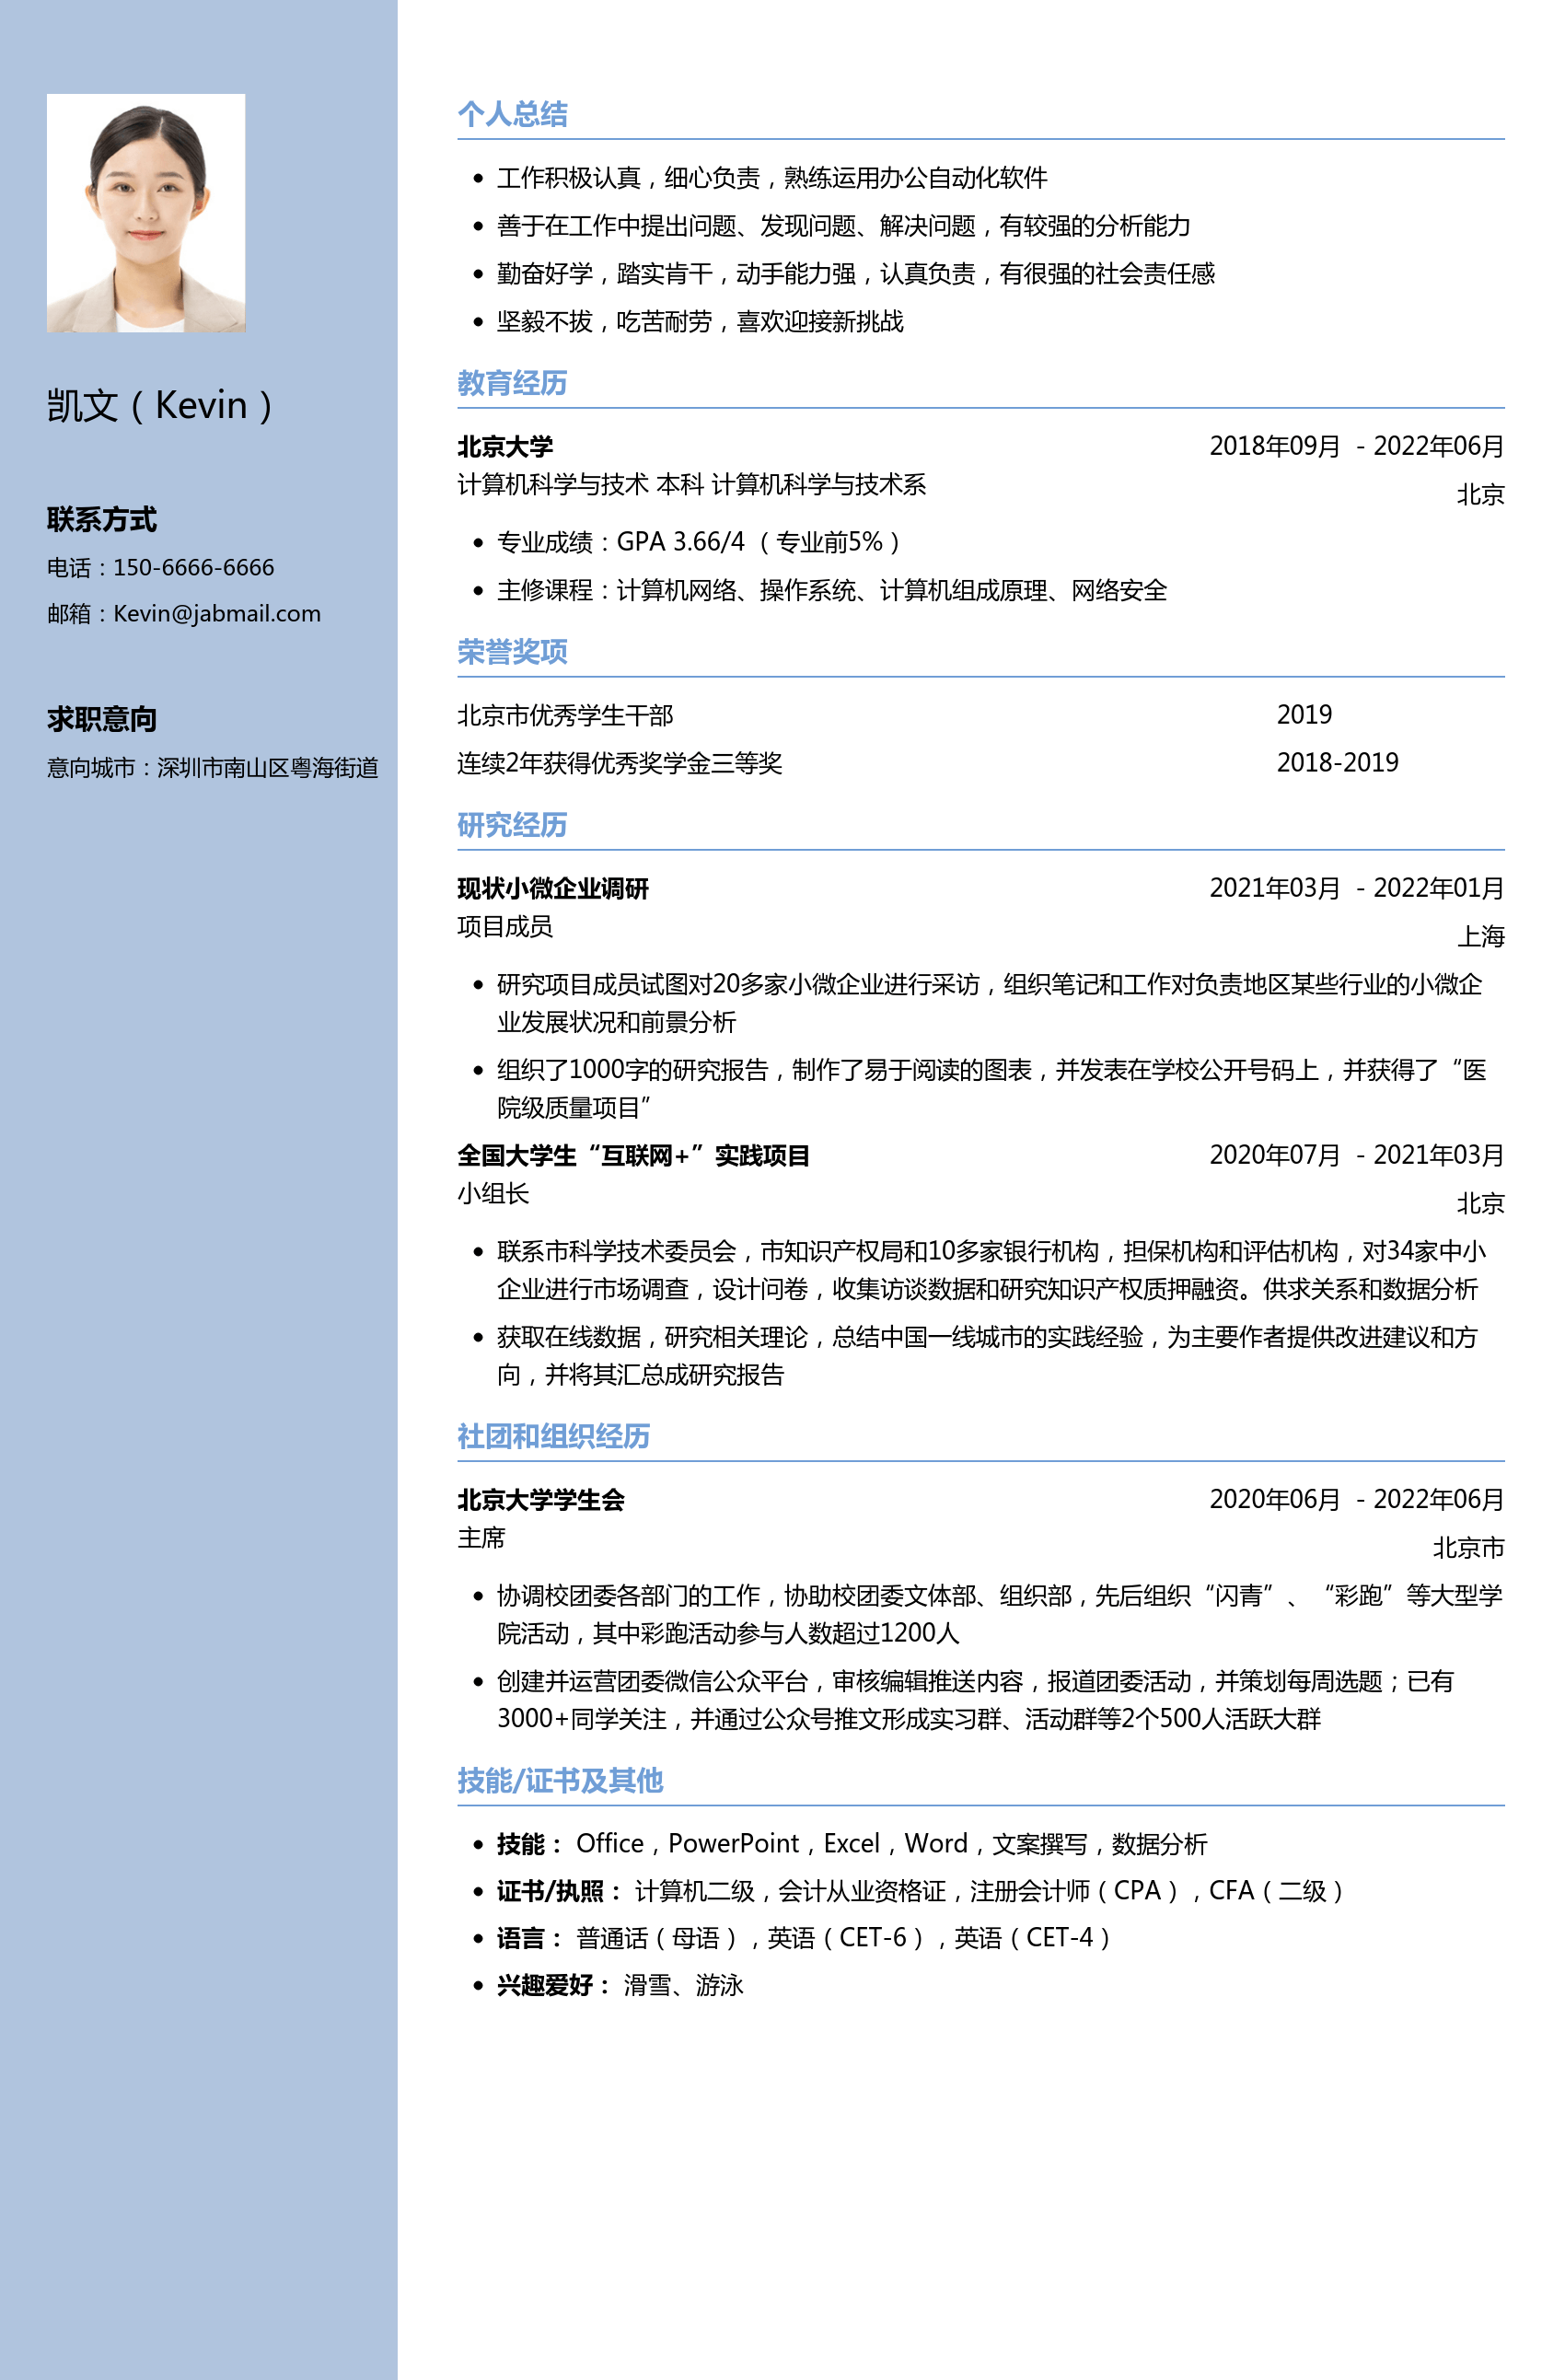 凯文（Kevin）
联系方式
电话：150-6666-6666
邮箱：Kevin@jabmail.com
求职意向
意向城市：深圳市南山区粤海街道
个人总结
工作积极认真，细心负责，熟练运用办公自动化软件
善于在工作中提出问题、发现问题、解决问题，有较强的分析能力
勤奋好学，踏实肯干，动手能力强，认真负责，有很强的社会责任感
坚毅不拔，吃苦耐劳，喜欢迎接新挑战
教育经历
北京大学 2018年09月 - 2022年06月
计算机科学与技术 本科 计算机科学与技术系 北京
专业成绩：GPA 3.66/4 （专业前5%）
主修课程：计算机网络、操作系统、计算机组成原理、网络安全
荣誉奖项
北京市优秀学生干部 2019
连续2年获得优秀奖学金三等奖 2018-2019
研究经历
现状小微企业调研 2021年03月 - 2022年01月
项目成员 上海
研究项目成员试图对20多家小微企业进行采访，组织笔记和工作对负责地区某些行业的小微企
业发展状况和前景分析
组织了1000字的研究报告，制作了易于阅读的图表，并发表在学校公开号码上，并获得了“医
院级质量项目”
全国大学生“互联网+”实践项目 2020年07月 - 2021年03月
小组长 北京
联系市科学技术委员会，市知识产权局和10多家银行机构，担保机构和评估机构，对34家中小
企业进行市场调查，设计问卷，收集访谈数据和研究知识产权质押融资。供求关系和数据分析
获取在线数据，研究相关理论，总结中国一线城市的实践经验，为主要作者提供改进建议和方
向，并将其汇总成研究报告
社团和组织经历
北京大学学生会 2020年06月 - 2022年06月
主席 北京市
协调校团委各部门的工作，协助校团委文体部、组织部，先后组织“闪青”、“彩跑”等大型学
院活动，其中彩跑活动参与人数超过1200人
创建并运营团委微信公众平台，审核编辑推送内容，报道团委活动，并策划每周选题；已有
3000+同学关注，并通过公众号推文形成实习群、活动群等2个500人活跃大群
技能/证书及其他
技能： Office，PowerPoint，Excel，Word，文案撰写，数据分析
证书/执照： 计算机二级，会计从业资格证，注册会计师（CPA），CFA（二级）
语言： 普通话（母语），英语（CET-6），英语（CET-4）
兴趣爱好： 滑雪、游泳